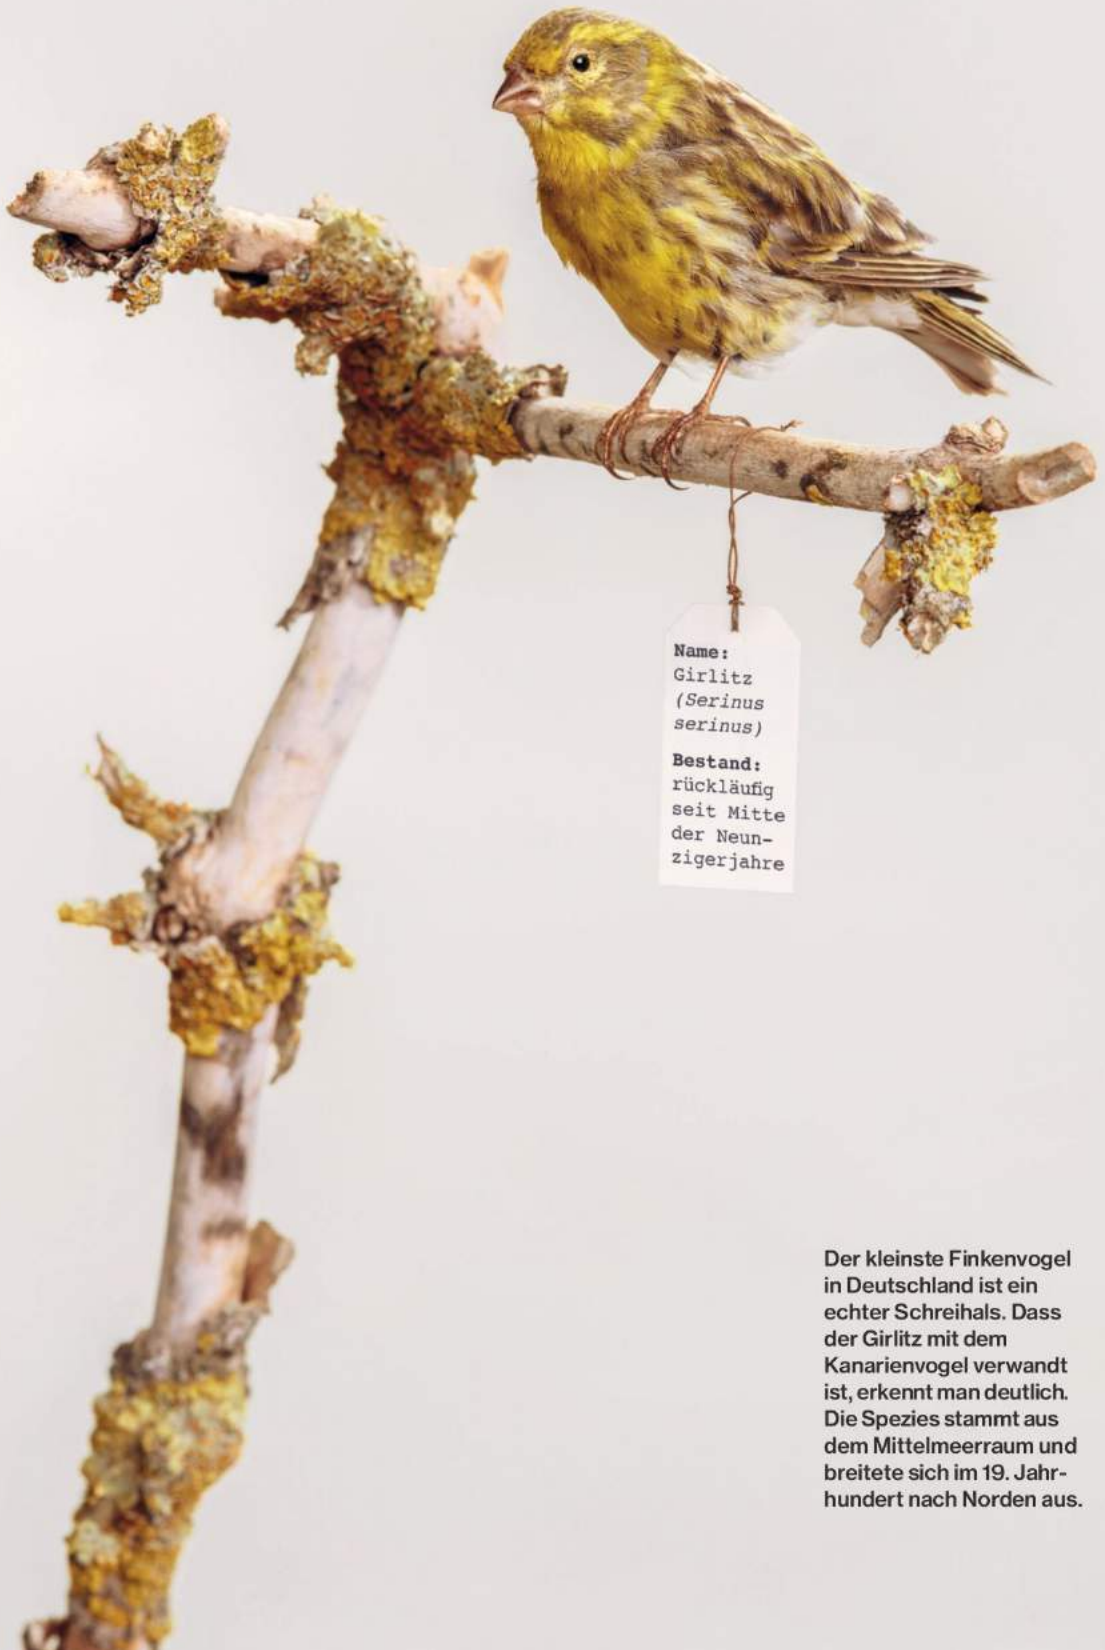 Name:
Girlitz
(Serinus
serinus)
Bestand:
rückläufig
seit Mitte
der Neun-
zigerjahre
Der kleinste Finkenvogel
in Deutschland ist ein
echter Schreihals. Dass
der Girlitz mit dem
Kanarienvogel verwandt
ist, erkennt man deutlich.
Die Spezies stammt aus
dem Mittelmeerraum und
breitete sich im 19. Jahr-
hundert nach Norden aus.